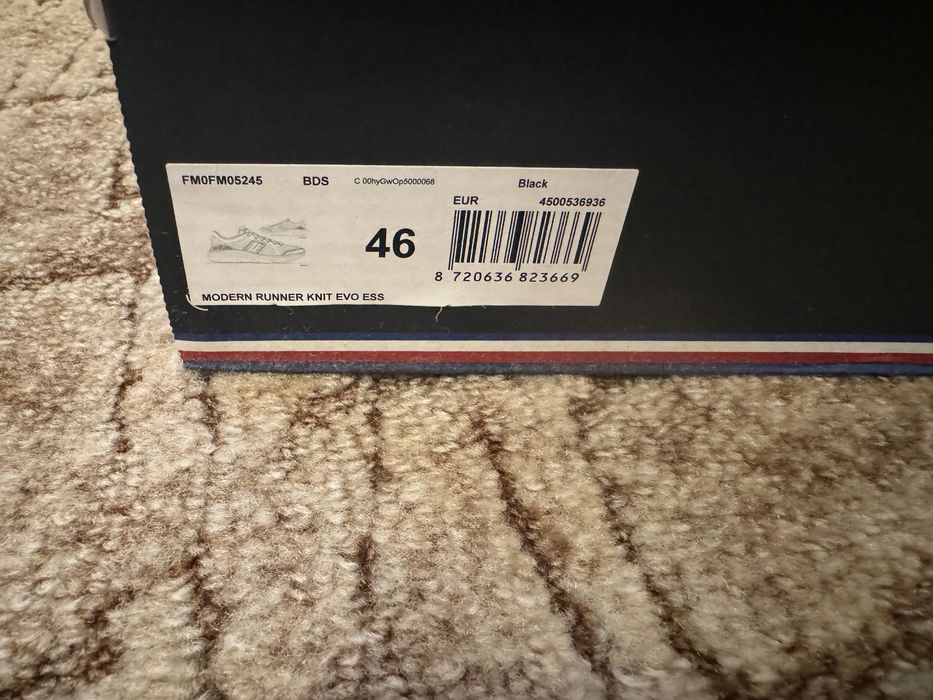 FM0FM05245 BDS C 00hyGwOp5000068 Black
EUR 4500536936
46
8 720636 823669
MODERN RUNNER KNIT EVO ESS